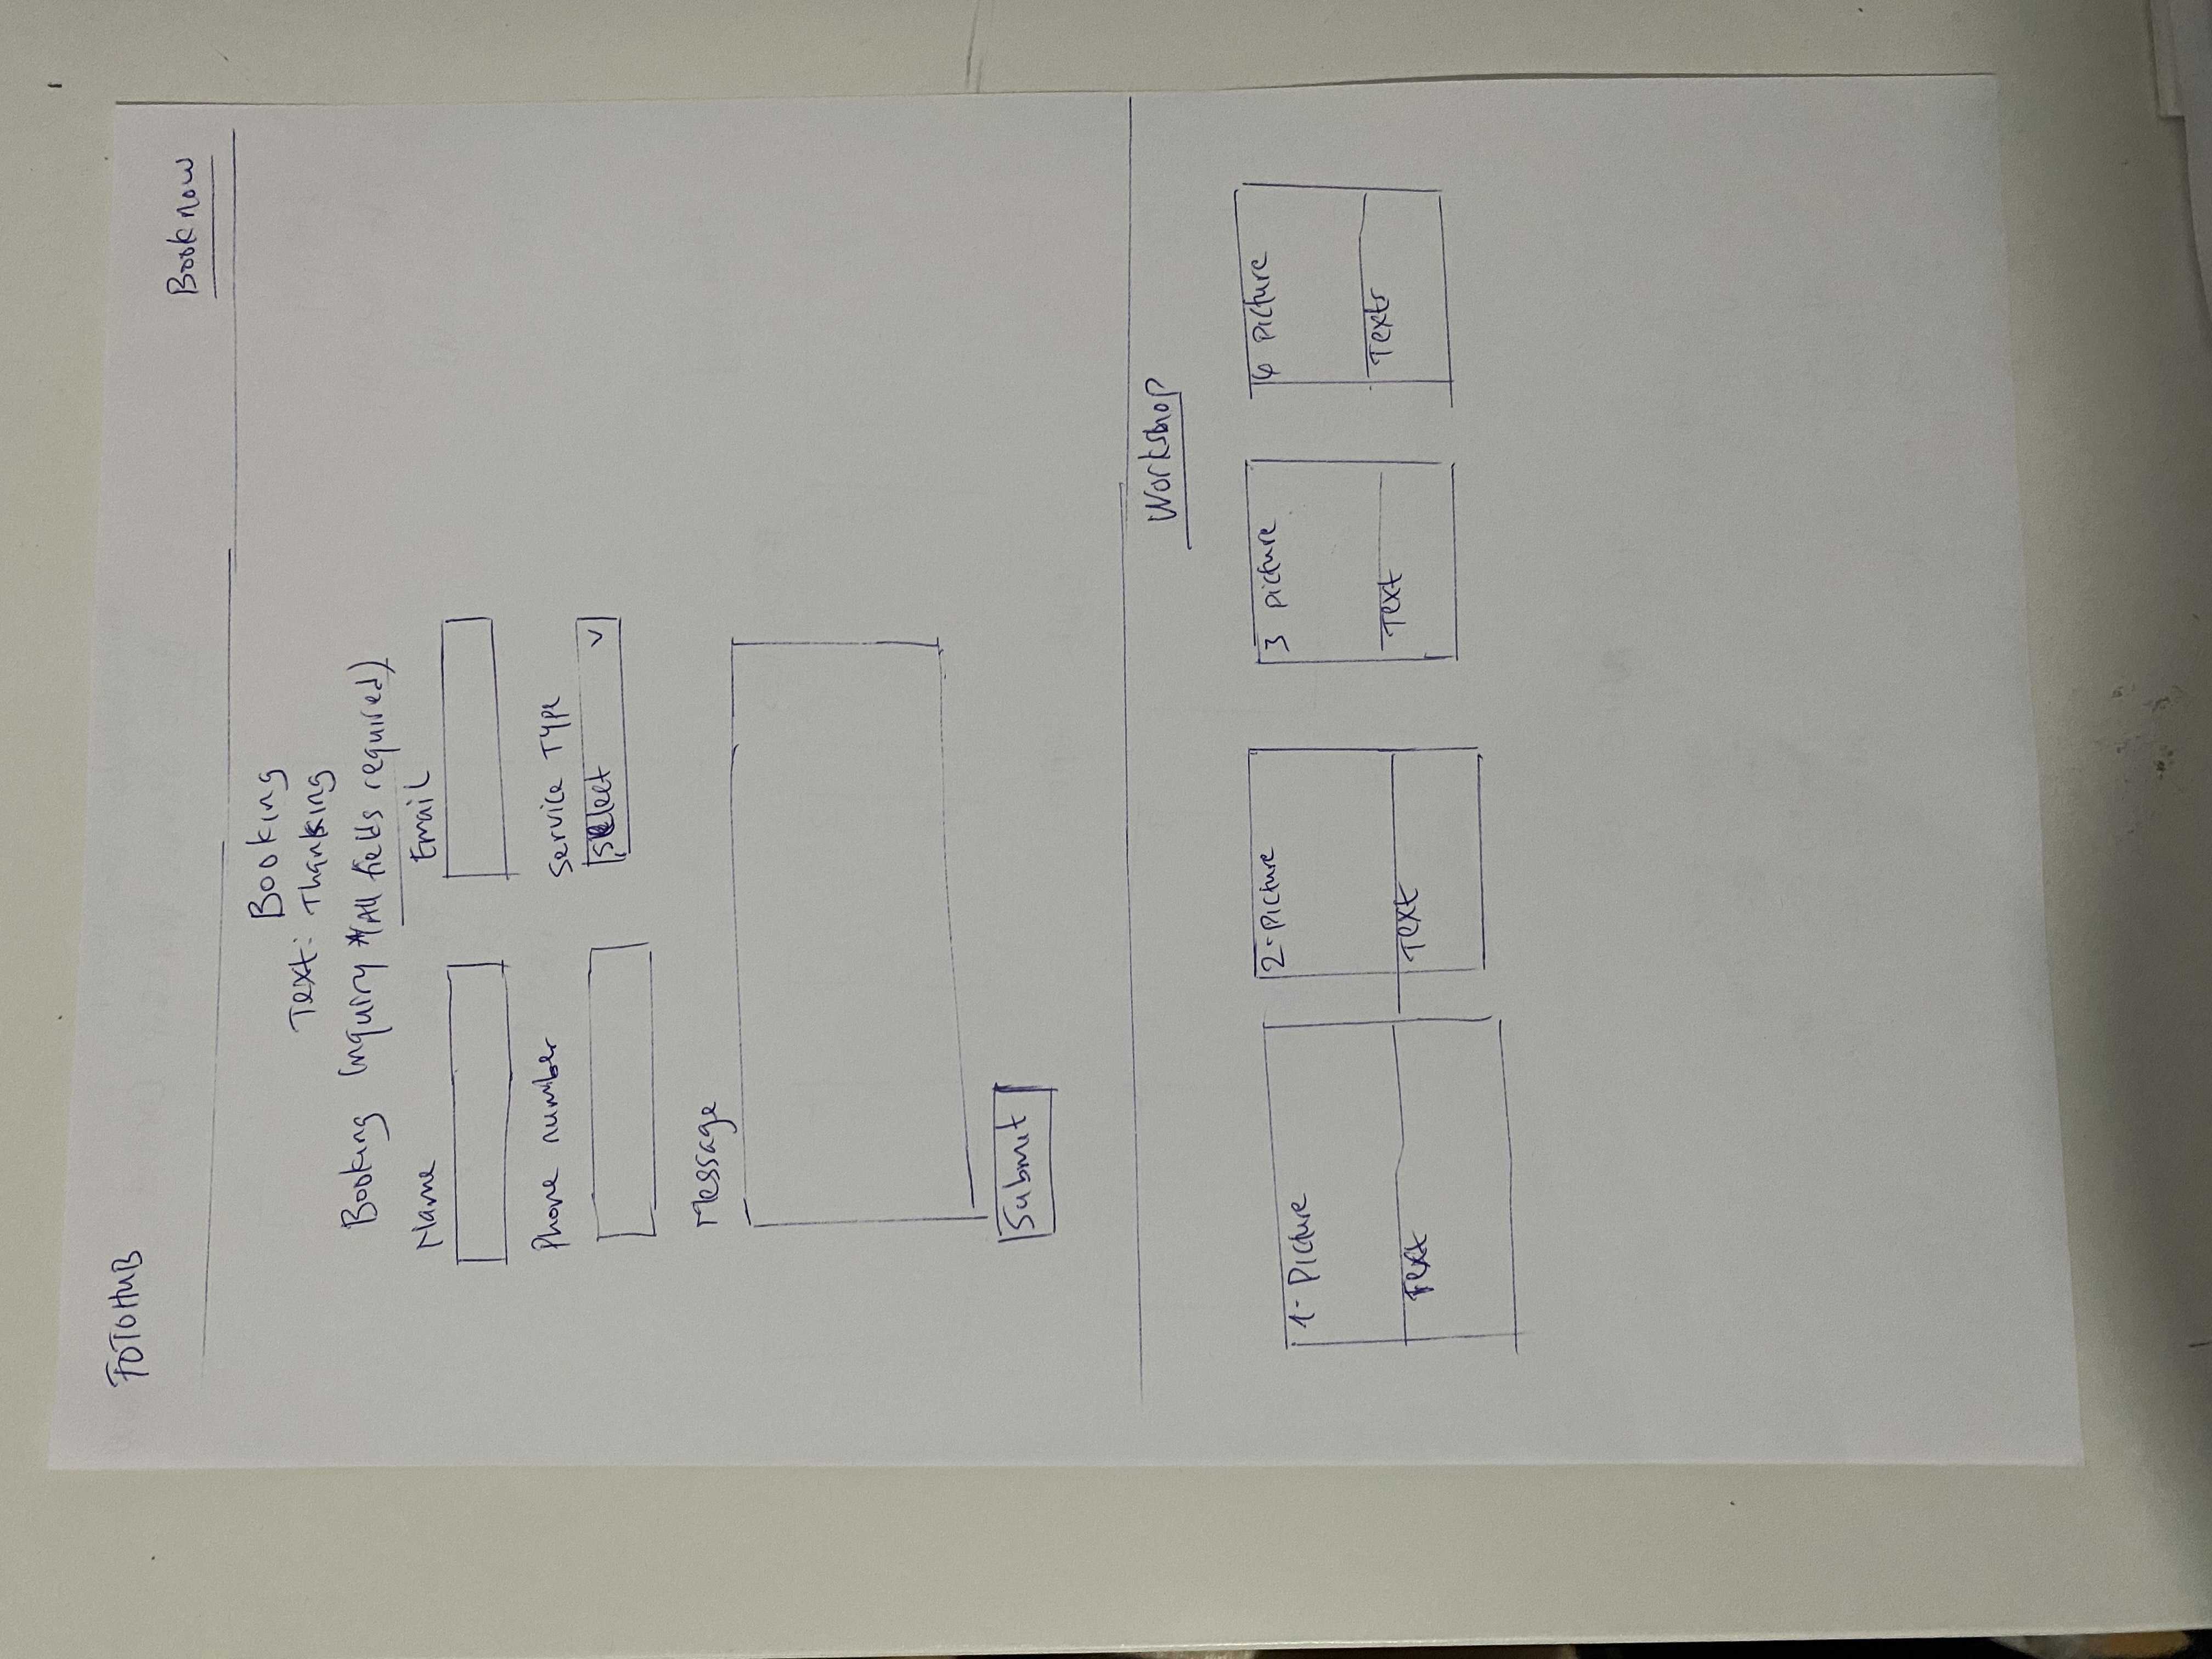 FOTOHUB
Book now
Booking
Text: Thanking
Booking inquiry *(All fields required)
Name
Email
Phone number
Service Type
Select
Message
Submit
Workshop
1- Picture
2- Picture
3 picture
4 picture
Text
Text
Text
Texts